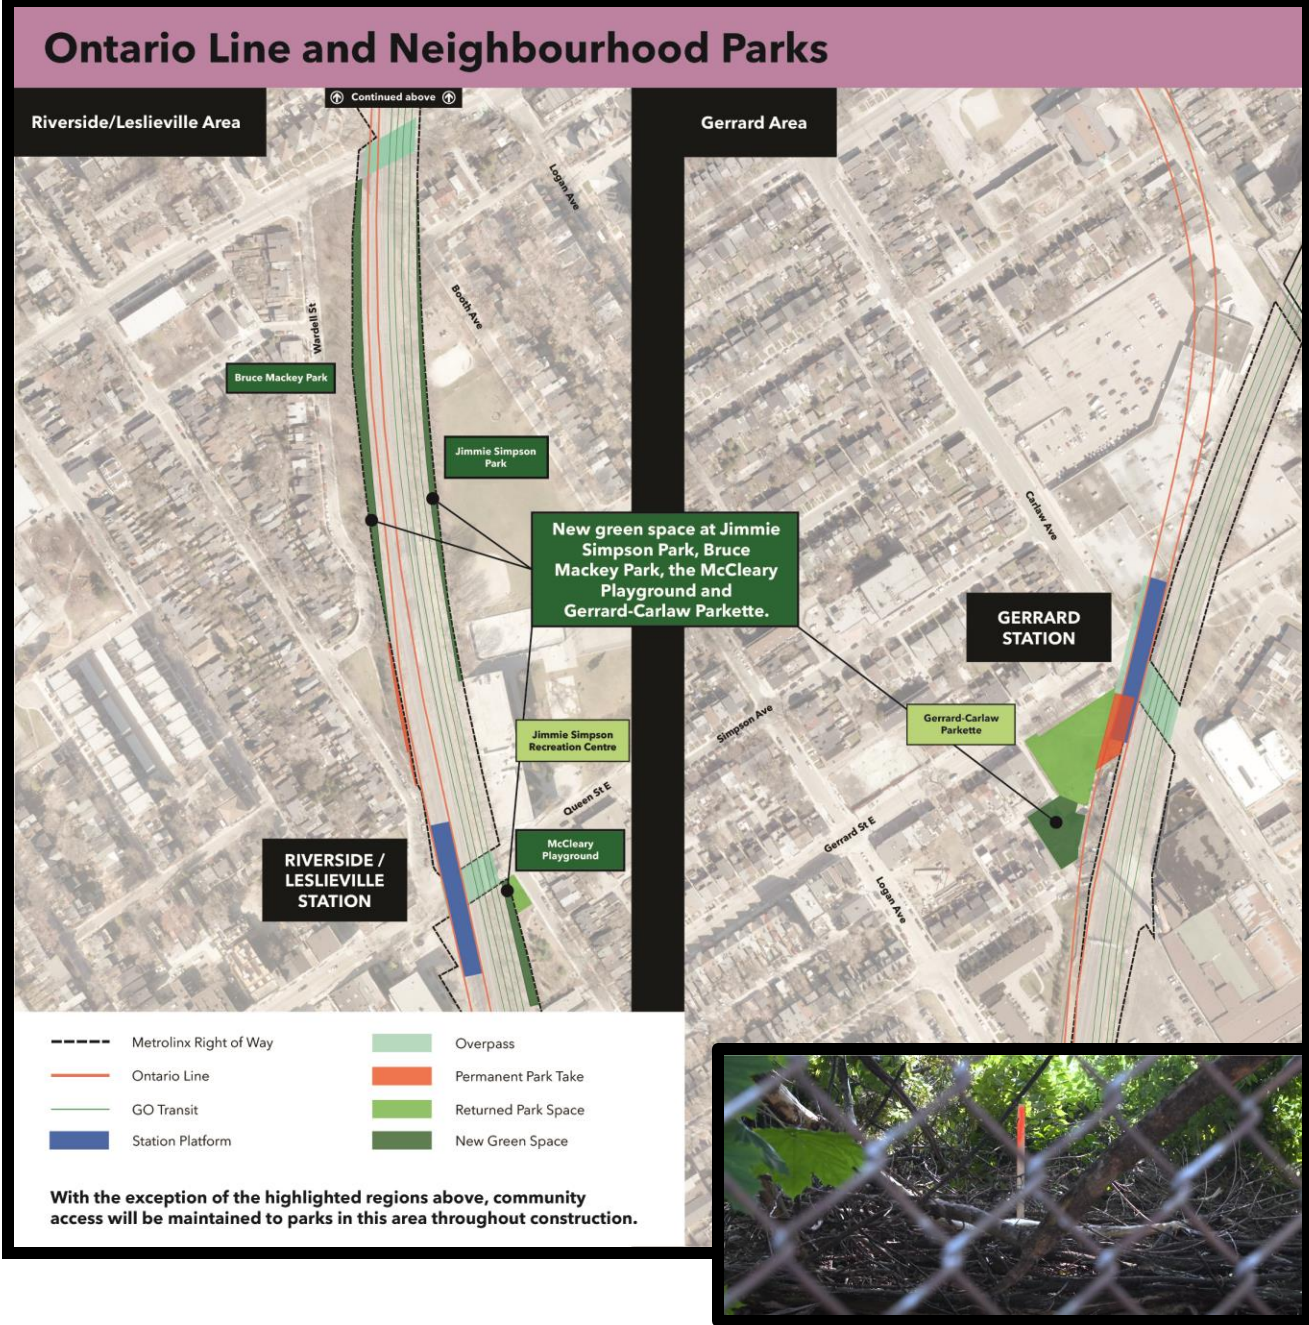 Ontario Line and Neighbourhood Parks
Continued above
Riverside/Leslieville Area
Logan Ave
Booth Ave
Wardell St
Bruce Mackey Park
Jimmie Simpson
Park
New green space at Jimmie
Simpson Park, Bruce
Mackey Park, the McCleary
Playground and
Gerrard-Carlaw Parkette.
Jimmie Simpson
Recreation Centre
Queen St E
McCleary
Playground
RIVERSIDE /
LESLIEVILLE
STATION
Gerrard Area
Carlaw Ave
GERRARD
STATION
Simpson Ave
Gerrard-Carlaw
Parkette
Gerrard St E
Logan Ave
Metrolinx Right of Way
Ontario Line
GO Transit
Station Platform
Overpass
Permanent Park Take
Returned Park Space
New Green Space
With the exception of the highlighted regions above, community
access will be maintained to parks in this area throughout construction.